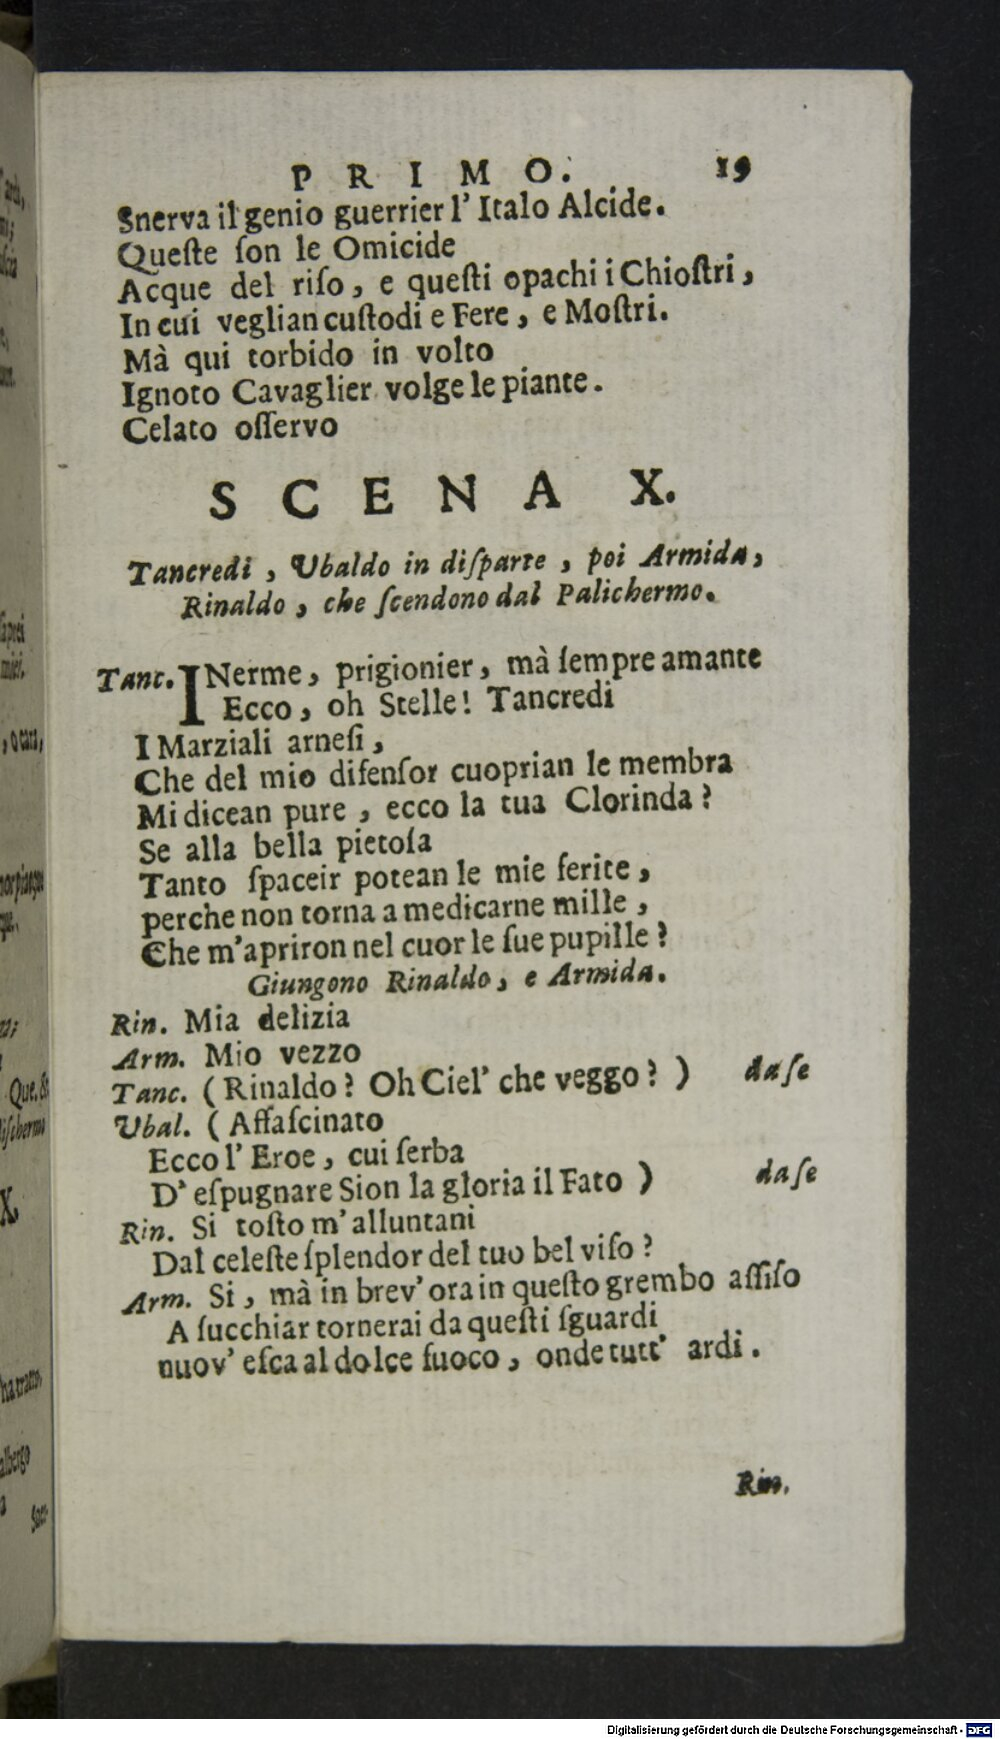 PRIMO. 19
Snerva il genio guerrier l' Italo Alcide.
Queſte ſon le Omicide
Acque del riſo, e queſti opachi i Chioſtri,
In cui veglian cuſtodi e Fere, e Moſtri.
Mà qui torbido in volto
Ignoto Cavaglier volge le piante.
Celato oſſervo
SCENA X.
Tancredi, Ubaldo in diſparte, poi Armida,
Rinaldo, che ſcendono dal Palichermo.
Tanc. INerme, prigionier, mà ſempre amante
Ecco, oh Stelle! Tancredi
I Marziali arneſi,
Che del mio difenſor cuoprian le membra
Mi dicean pure, ecco la tua Clorinda?
Se alla bella pietoſa
Tanto ſpaceir potean le mie ferite,
perche non torna a medicarne mille,
Che m'apriron nel cuor le ſue pupille?
Giungono Rinaldo, e Armida.
Rin. Mia delizia
Arm. Mio vezzo
Tanc. (Rinaldo? Oh Ciel' che veggo?) da ſe
Ubal. (Affaſcinato
Ecco l' Eroe, cui ſerba
D' eſpugnare Sion la gloria il Fato) da ſe
Rin. Si toſto m' alluntani
Dal celeſte ſplendor del tuo bel viſo?
Arm. Si, mà in brev' ora in queſto grembo aſſiſo
A ſucchiar tornerai da queſti ſguardi
nuov' eſca al dolce fuoco, onde tutt' ardi.
Rin.
Digitalisierung gefördert durch die Deutsche Forschungsgemeinschaft - DFG